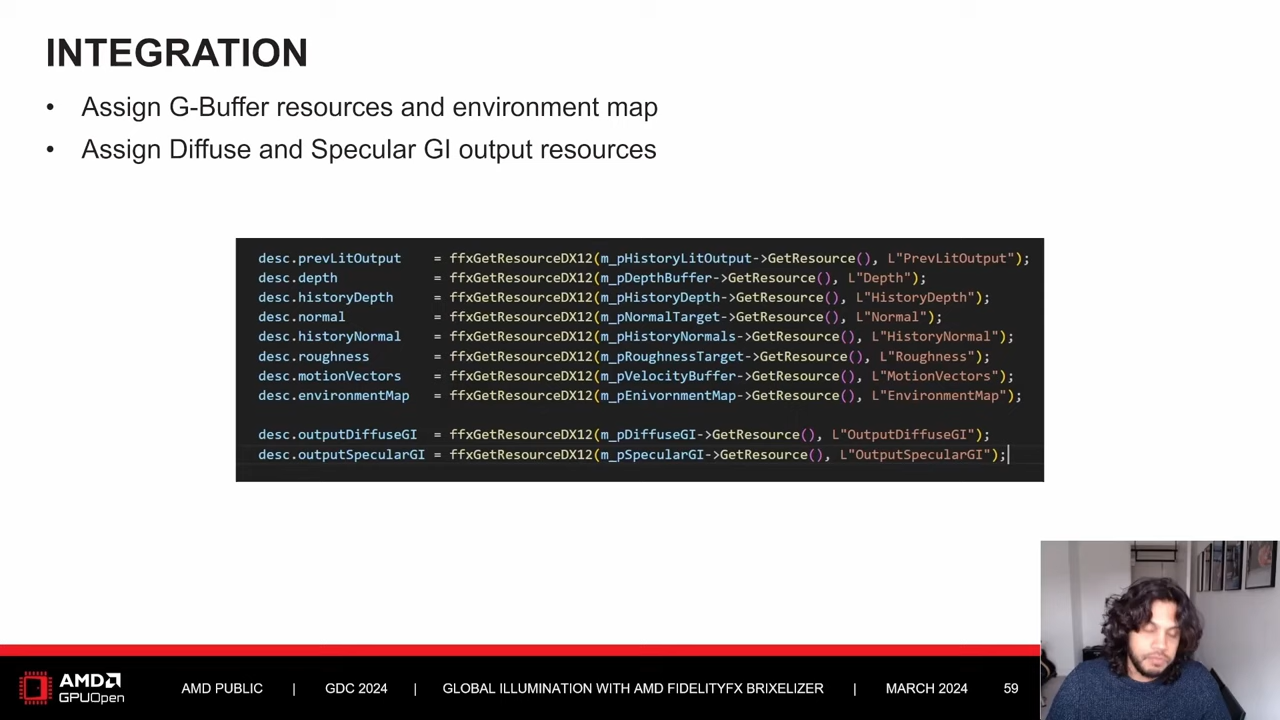 INTEGRATION
• Assign G-Buffer resources and environment map
• Assign Diffuse and Specular GI output resources
desc.prevLitOutput = ffxGetResourceDX12(m_pHistoryLitOutput->GetResource(), L"PrevLitOutput");
desc.depth = ffxGetResourceDX12(m_pDepthBuffer->GetResource(), L"Depth");
desc.historyDepth = ffxGetResourceDX12(m_pHistoryDepth->GetResource(), L"HistoryDepth");
desc.normal = ffxGetResourceDX12(m_pNormalTarget->GetResource(), L"Normal");
desc.historyNormal = ffxGetResourceDX12(m_pHistoryNormals->GetResource(), L"HistoryNormal");
desc.roughness = ffxGetResourceDX12(m_pRoughnessTarget->GetResource(), L"Roughness");
desc.motionVectors = ffxGetResourceDX12(m_pVelocityBuffer->GetResource(), L"MotionVectors");
desc.environmentMap = ffxGetResourceDX12(m_pEnivornmentMap->GetResource(), L"EnvironmentMap");
desc.outputDiffuseGI = ffxGetResourceDX12(m_pDiffuseGI->GetResource(), L"OutputDiffuseGI");
desc.outputSpecularGI = ffxGetResourceDX12(m_pSpecularGI->GetResource(), L"OutputSpecularGI");
AMD GPUOpen
AMD PUBLIC | GDC 2024 | GLOBAL ILLUMINATION WITH AMD FIDELITYFX BRIXELIZER | MARCH 2024 59